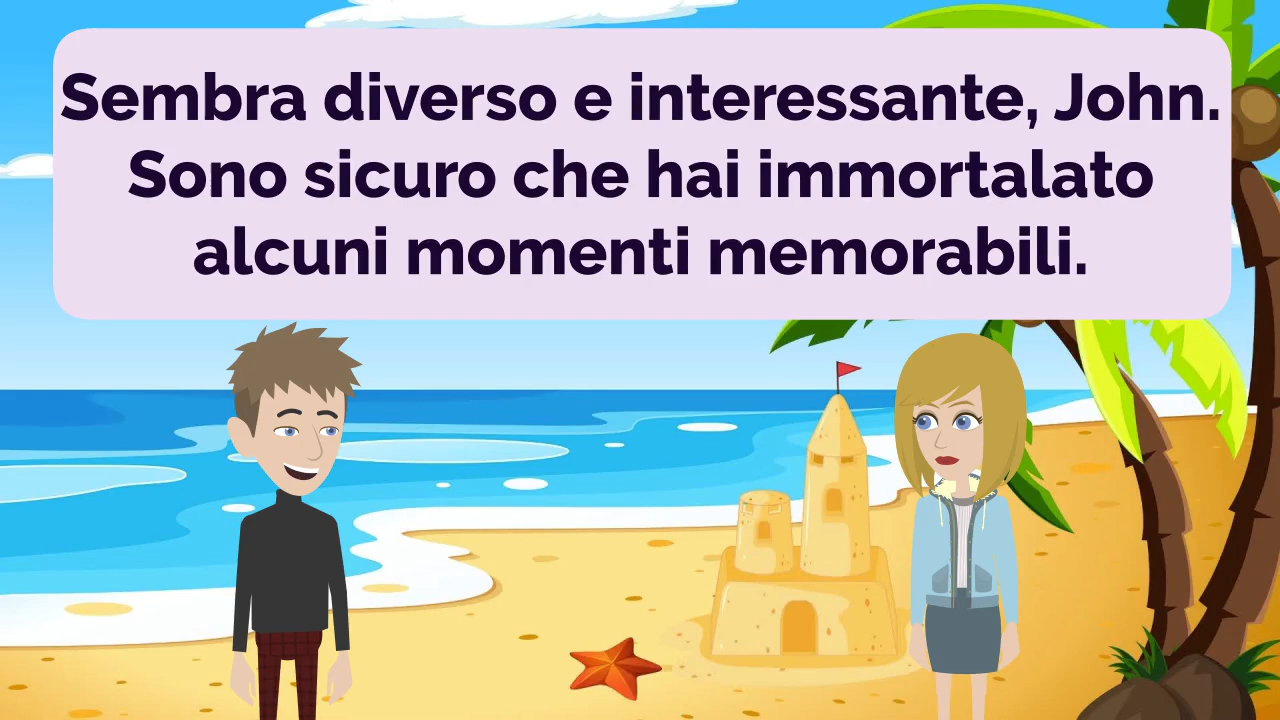 Sembra diverso e interessante, John.
Sono sicuro che hai immortalato
alcuni momenti memorabili.